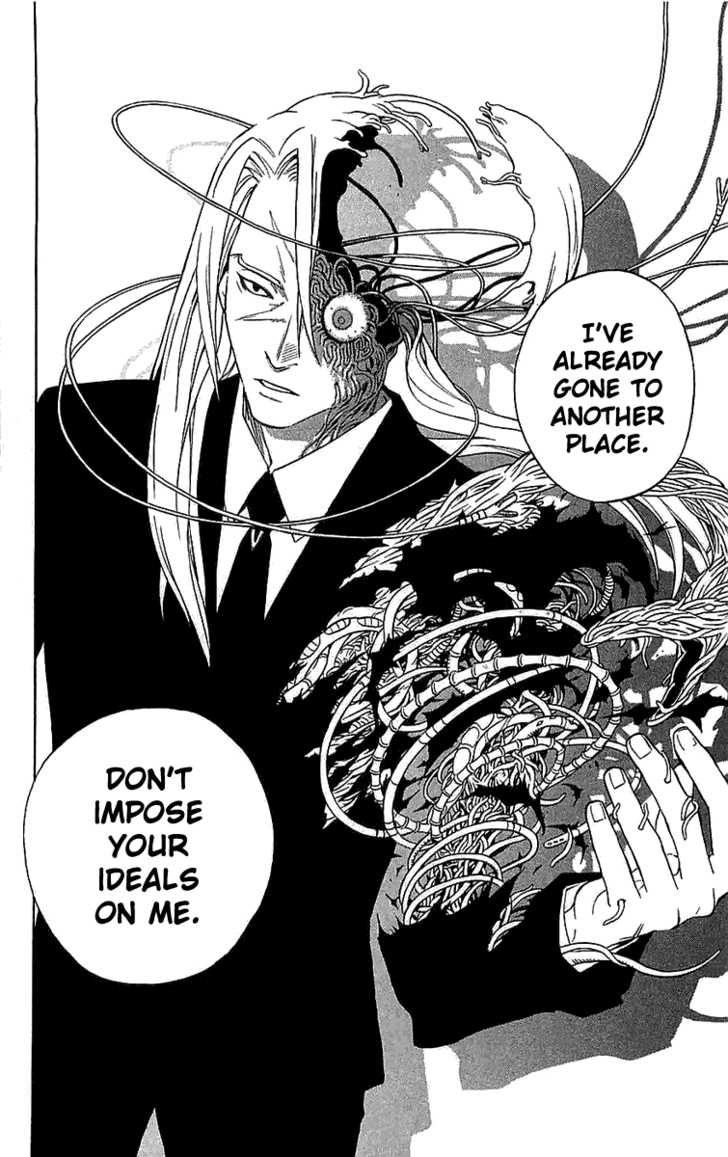 I'VE
ALREADY
GONE TO
ANOTHER
PLACE.
DON'T
IMPOSE
YOUR
IDEALS
ON ME.